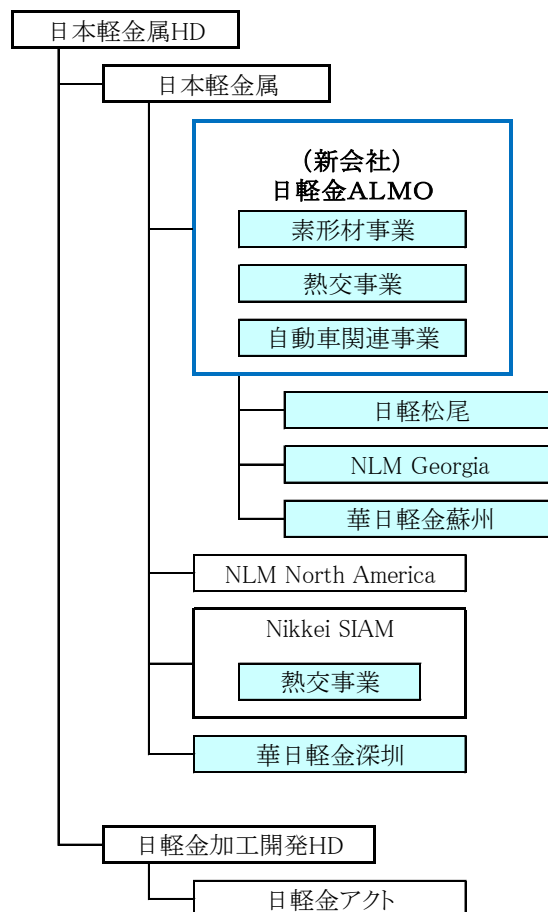 日本軽金属HD
日本軽金属
(新会社)
日軽金ALMO
素形材事業
熱交事業
自動車関連事業
日軽松尾
NLM Georgia
華日軽金蘇州
NLM North America
Nikkei SIAM
熱交事業
華日軽金深圳
日軽金加工開発HD
日軽金アクト